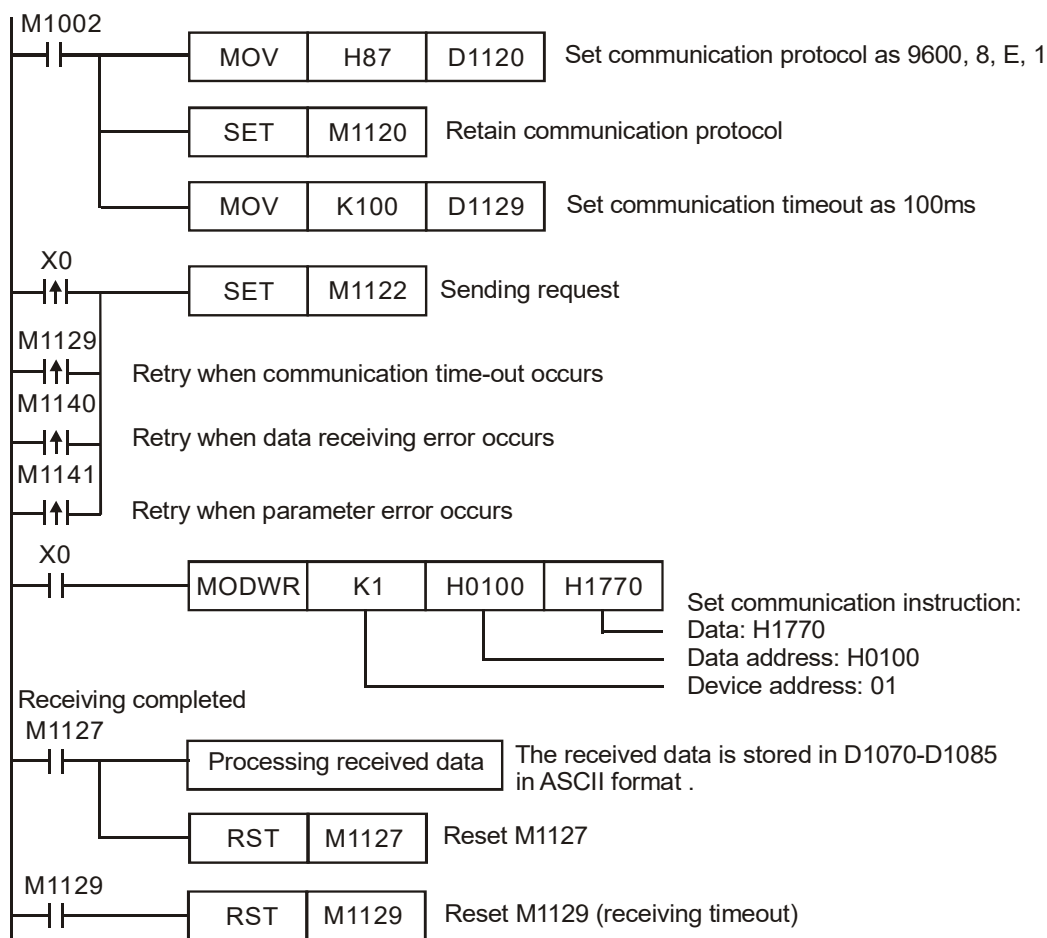 M1002
MOV H87 D1120 Set communication protocol as 9600, 8, E, 1
SET M1120 Retain communication protocol
MOV K100 D1129 Set communication timeout as 100ms
X0
SET M1122 Sending request
M1129
Retry when communication time-out occurs
M1140
Retry when data receiving error occurs
M1141
Retry when parameter error occurs
X0
MODWR K1 H0100 H1770
Set communication instruction:
Data: H1770
Data address: H0100
Device address: 01
Receiving completed
M1127
Processing received data
The received data is stored in D1070-D1085
in ASCII format .
RST M1127 Reset M1127
M1129
RST M1129 Reset M1129 (receiving timeout)